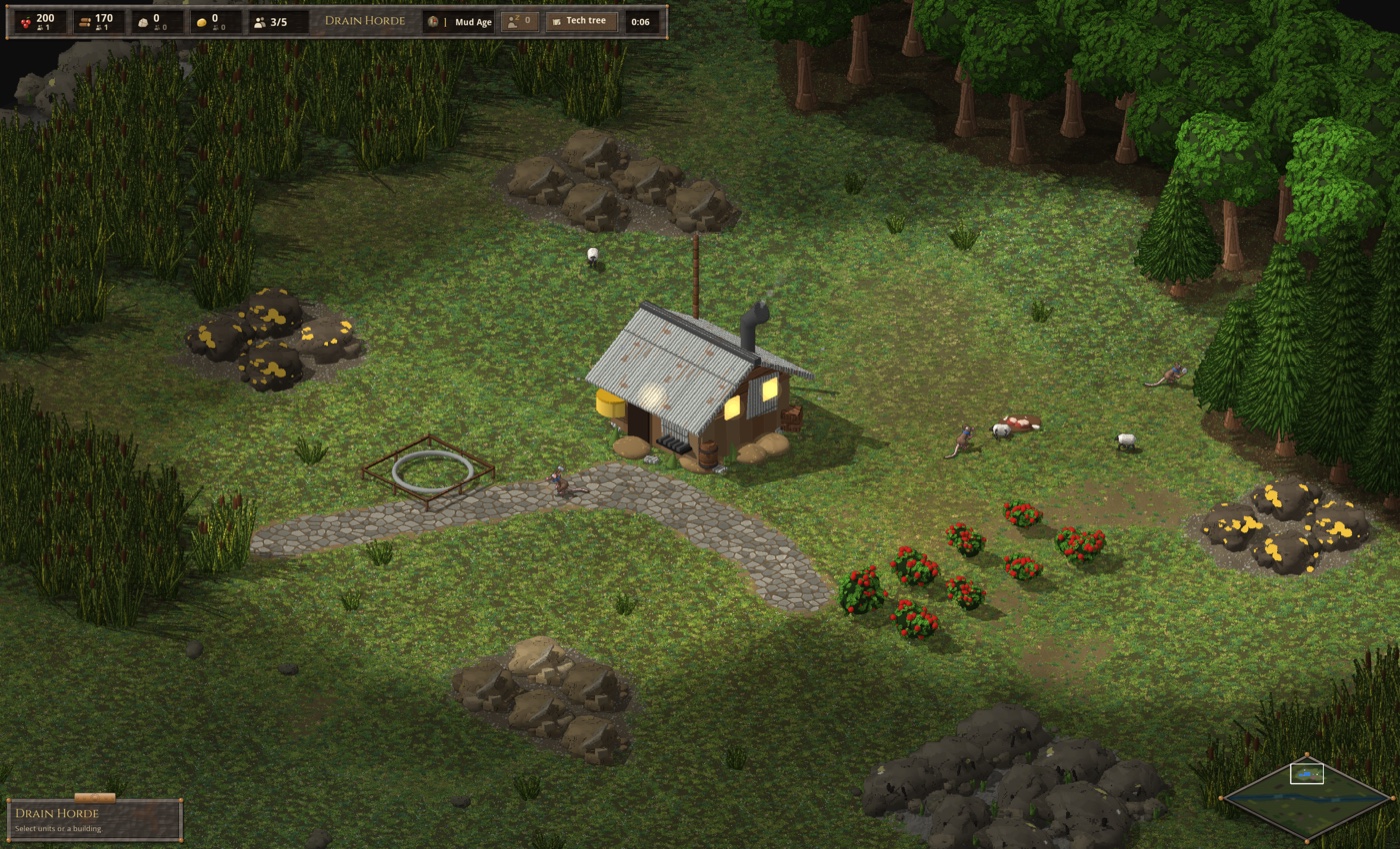 200
1
170
1
0
0
0
0
3/5
DRAIN HORDE
Mud Age
0
Tech tree
0:06
DRAIN HORDE
Select units or a building.